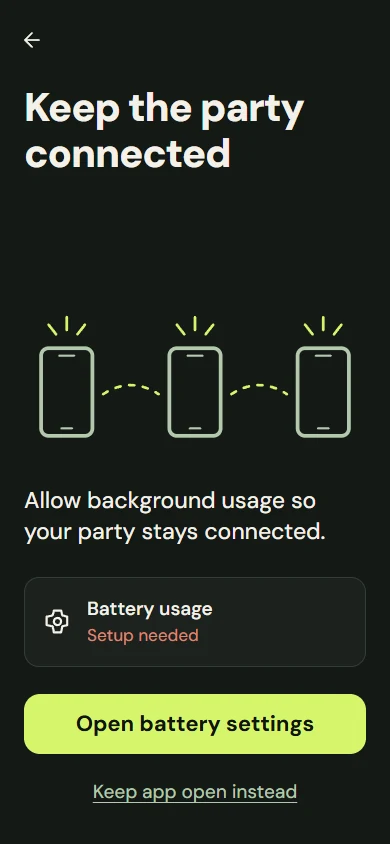 Keep the party
connected
Allow background usage so
your party stays connected.
Battery usage
Setup needed
Open battery settings
Keep app open instead